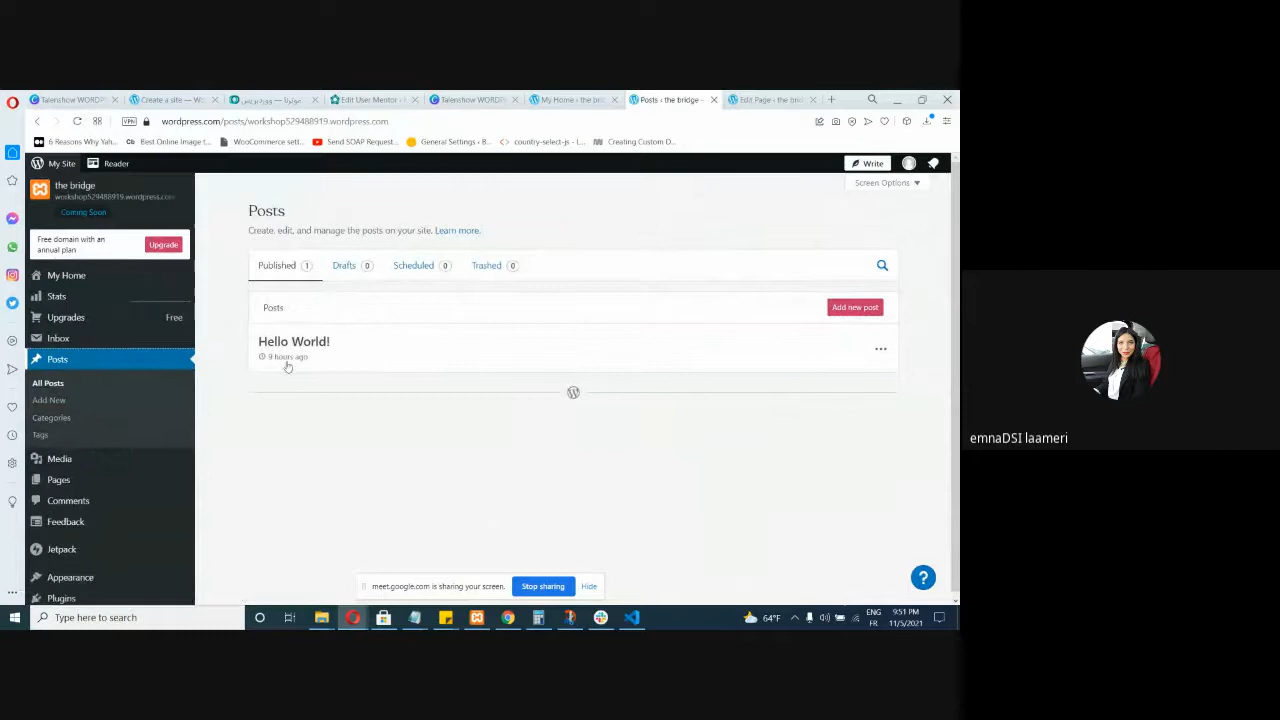 Talenshow WORDP
Create a site — Wo
موثرنا — ووردبريس
Edit User Mentor
Talenshow WORDP
My Home ‹ the bri
Posts ‹ the bridge —
Edit Page ‹ the brid
VPN
wordpress.com/posts/workshop529488919.wordpress.com
6 Reasons Why Yah...
Cb Best Online Image t...
WooCommerce sett...
Send SOAP Request...
General Settings ‹ B...
country-select-js - l...
Creating Custom D...
My Site
Reader
Write
the bridge
workshop529488919.wordpress.com
Coming Soon
Free domain with an
annual plan
Upgrade
My Home
Stats
Upgrades
Free
Inbox
Posts
All Posts
Add New
Categories
Tags
Media
Pages
Comments
Feedback
Jetpack
Appearance
Plugins
Screen Options
Posts
Create, edit, and manage the posts on your site. Learn more.
Published 1
Drafts 0
Scheduled 0
Trashed 0
Posts
Add new post
Hello World!
9 hours ago
?
meet.google.com is sharing your screen.
Stop sharing
Hide
Type here to search
64°F
ENG
FR
9:51 PM
11/5/2021
emnaDSI laameri